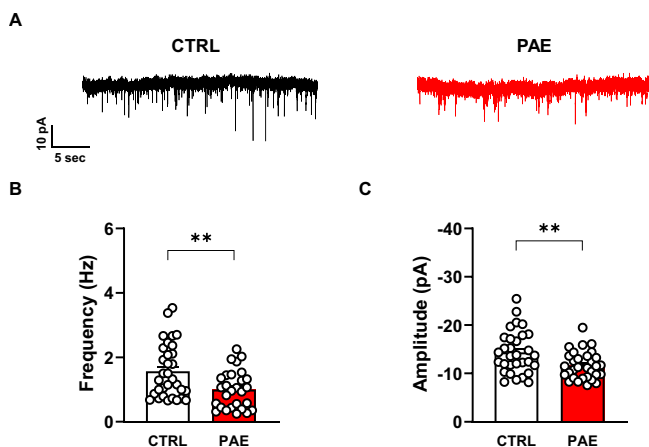 A
CTRL
PAE
10 pA
5 sec
B
C
Frequency (Hz)
6
4
2
0
**
CTRL
PAE
Amplitude (pA)
-40
-30
-20
-10
0
**
CTRL
PAE